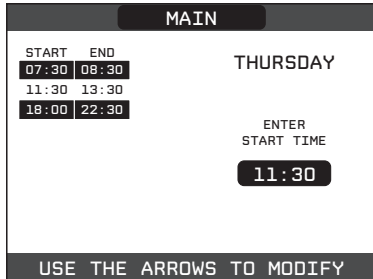 MAIN
START END
07:30 08:30
11:30 13:30
18:00 22:30
THURSDAY
ENTER
START TIME
11:30
USE THE ARROWS TO MODIFY